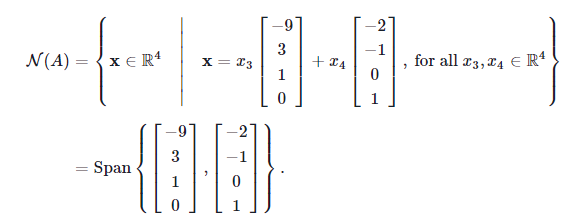 N(A) = { x ∈ ℝ⁴ | x = x₃ [−9 3 1 0] + x₄ [−2 −1 0 1] , for all x₃, x₄ ∈ ℝ⁴ }
= Span { [−9 3 1 0] , [−2 −1 0 1] } .